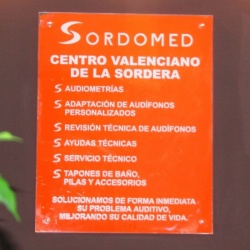 SORDOMED
CENTRO VALENCIANO
DE LA SORDERA
AUDIOMETRÍAS
ADAPTACIÓN DE AUDÍFONOS
PERSONALIZADOS
REVISIÓN TÉCNICA DE AUDÍFONOS
AYUDAS TÉCNICAS
SERVICIO TÉCNICO
TAPONES DE BAÑO,
PILAS Y ACCESORIOS
SOLUCIONAMOS DE FORMA INMEDIATA
SU PROBLEMA AUDITIVO,
MEJORANDO SU CALIDAD DE VIDA.